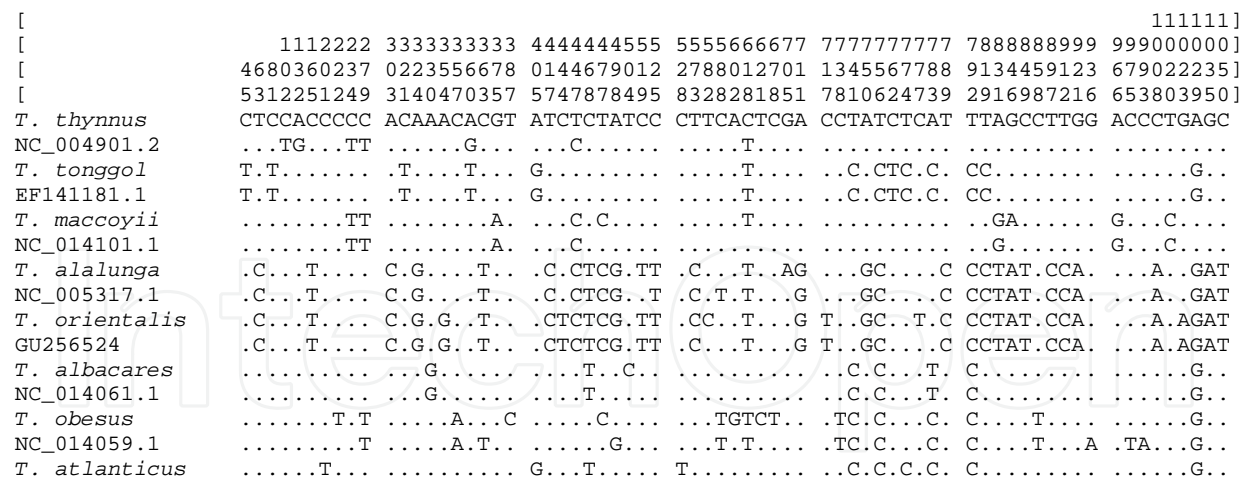 [ 111111]
[ 1112222 3333333333 4444444555 5555666677 7777777777 7888888999 999000000]
[ 4680360237 0223556678 0144679012 2788012701 1345567788 9134459123 679022235]
[ 5312251249 3140470357 5747878495 8328281851 7810624739 2916987216 653803950]
T. thynnus CTCCACCCCC ACAAACACGT ATCTCTATCC CTTCACTCGA CCTATCTCAT TTAGCCTTGG ACCCTGAGC
NC_004901.2 ...TG...TT ......G... ...C...... .....T.... .......... .......... .........
T. tonggol T.T....... .T....T... G......... .....T.... ...C.CTC.C. CC........ ......G..
EF141181.1 T.T....... .T....T... G......... .....T.... ...C.CTC.C. CC........ ......G..
T. maccoyii ........TT ........A. ...C.C.... .....T.... .......... ..GA...... G...C....
NC_014101.1 ........TT ........A. ...C...... .......... .......... ..G....... G...C....
T. alalunga .C...T.... C.G....T.. .C.CTCG.TT .C...T..AG ...GC....C CCTAT.CCA. ...A..GAT
NC_005317.1 .C...T.... C.G....T.. .C.CTCG..T .C.T.T...G ...GC....C CCTAT.CCA. ...A..GAT
T. orientalis .C...T.... C.G.G..T.. .CTCTCG.TT .CC..T...G T..GC..T.C CCTAT.CCA. ...A.AGAT
GU256524 .C...T.... C.G.G..T.. .CTCTCG.TT .C...T...G T..GC....C CCTAT.CCA. ...A.AGAT
T. albacares .......... ....G..... ....T..C.. .......... ..C.C...T. C......... ......G..
NC_014061.1 .......... ....G..... ....T..... .......... ..C.C...T. C......... ......G..
T. obesus .......T.T .....A...C .....C.... ...TGTCT.. .TC.C...C. C....T.... ......G..
NC_014059.1 .........T .....A.T.. ......G... ...T.T.... .TC.C...C. C....T...A .TA...G..
T. atlanticus ......T... .......... G...T..... T......... ..C.C.C.C. C......... ......G..
IntechOpen